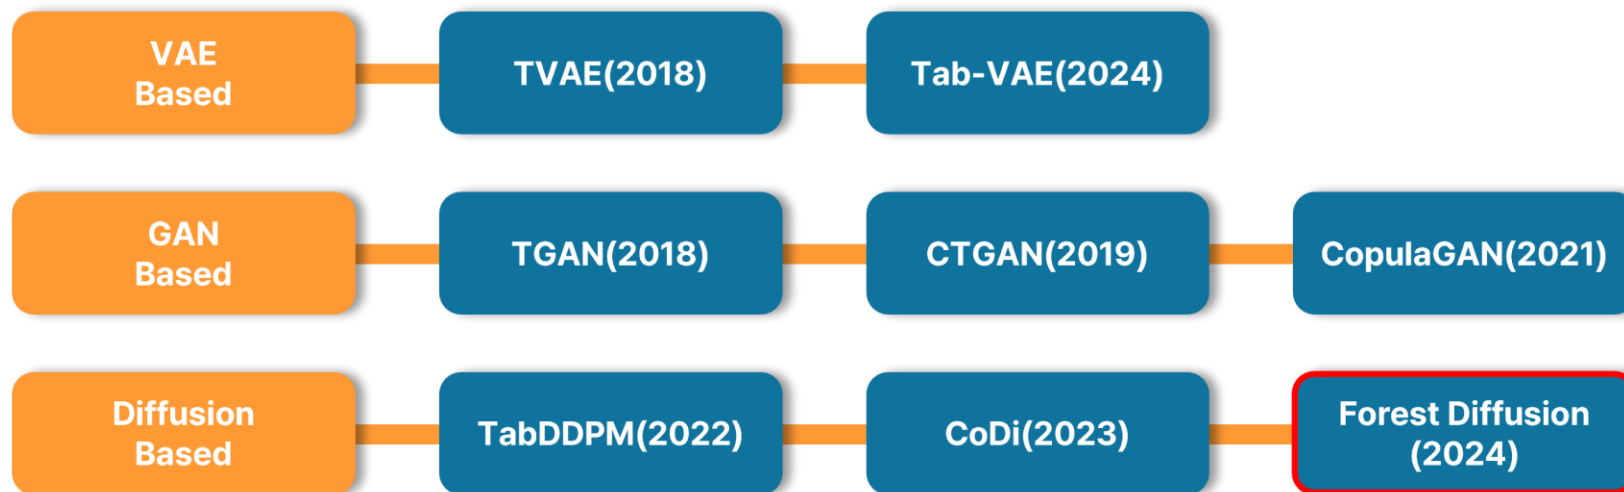 VAE
Based
TVAE(2018)
Tab-VAE(2024)
GAN
Based
TGAN(2018)
CTGAN(2019)
CopulaGAN(2021)
Diffusion
Based
TabDDPM(2022)
CoDi(2023)
Forest Diffusion
(2024)